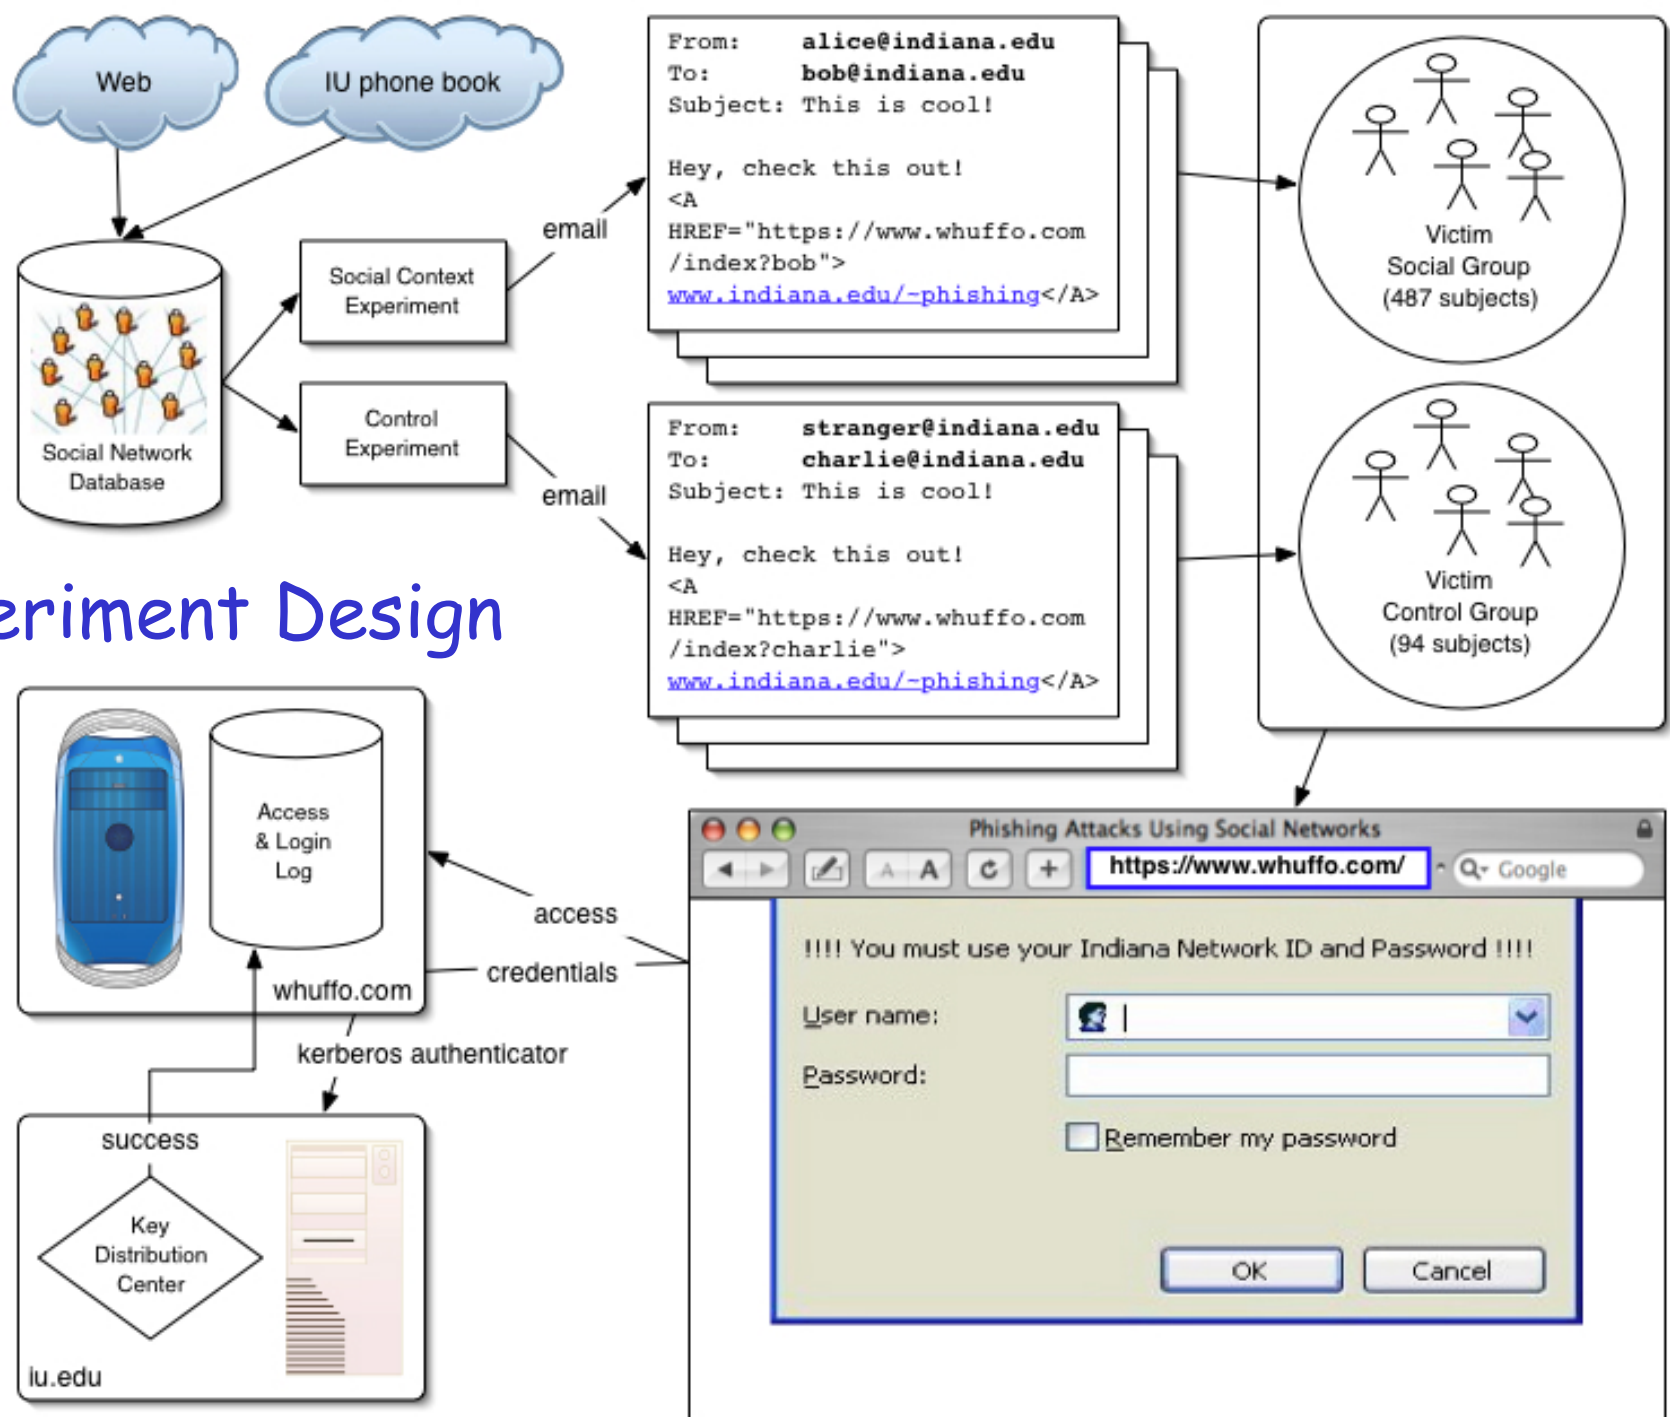 Web
IU phone book
Social Network
Database
Social Context
Experiment
Control
Experiment
email
email
From: alice@indiana.edu
To: bob@indiana.edu
Subject: This is cool!
Hey, check this out!
<A
HREF="https://www.whuffo.com
/index?bob">
www.indiana.edu/~phishing</A>
From: stranger@indiana.edu
To: charlie@indiana.edu
Subject: This is cool!
Hey, check this out!
<A
HREF="https://www.whuffo.com
/index?charlie">
www.indiana.edu/~phishing</A>
Victim
Social Group
(487 subjects)
Victim
Control Group
(94 subjects)
eriment Design
Access
& Login
Log
whuffo.com
access
credentials
kerberos authenticator
success
Key
Distribution
Center
iu.edu
Phishing Attacks Using Social Networks
A A
https://www.whuffo.com/
Google
!!!! You must use your Indiana Network ID and Password !!!!
User name:
Password:
Remember my password
OK
Cancel